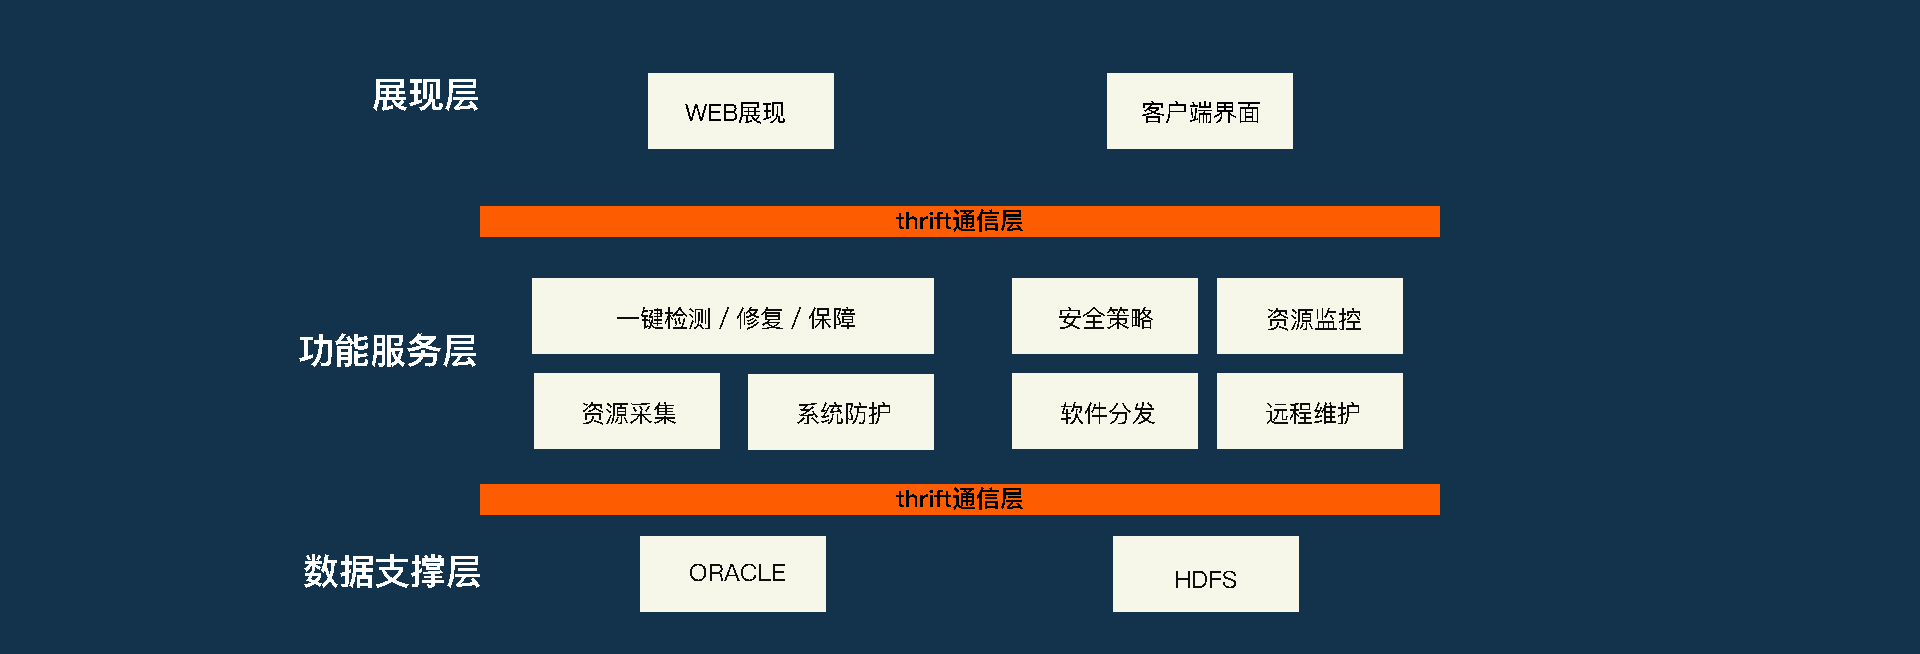 展现层
WEB展现
客户端界面
thrift通信层
功能服务层
一键检测 / 修复 / 保障
安全策略
资源监控
资源采集
系统防护
软件分发
远程维护
thrift通信层
数据支撑层
ORACLE
HDFS